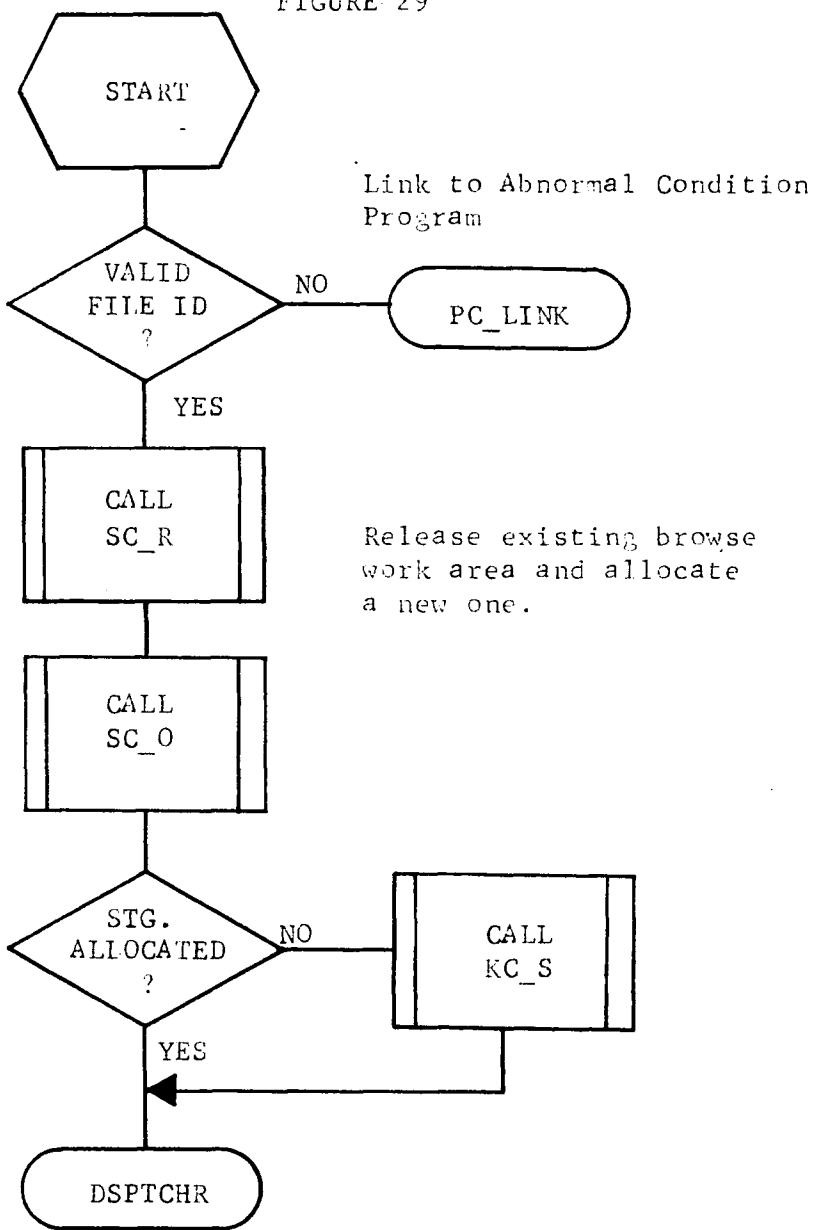 FIGURE 29
START
Link to Abnormal Condition
Program
VALID
FILE ID
?
NO
PC_LINK
YES
CALL
SC_R
Release existing browse
work area and allocate
a new one.
CALL
SC_O
STG.
ALLOCATED
?
NO
CALL
KC_S
YES
DSPTCHR